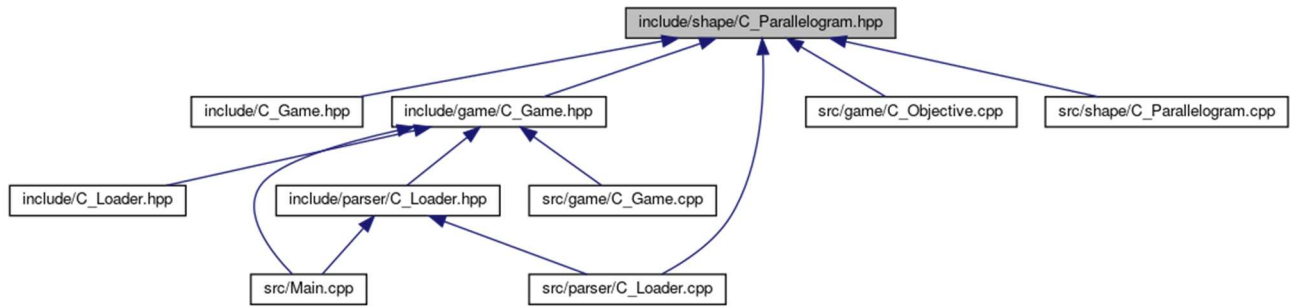 include/shape/C_Parallelogram.hpp
include/C_Game.hpp
include/game/C_Game.hpp
src/game/C_Objective.cpp
src/shape/C_Parallelogram.cpp
include/C_Loader.hpp
include/parser/C_Loader.hpp
src/game/C_Game.cpp
src/Main.cpp
src/parser/C_Loader.cpp